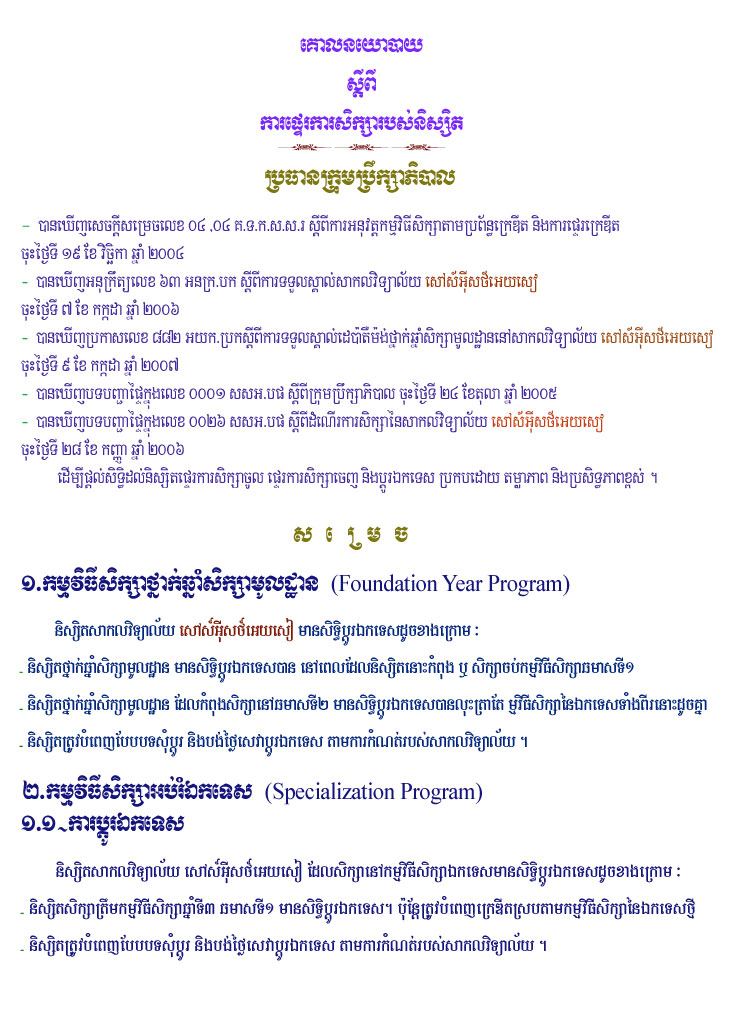 គោលនយោបាយ
ស្តីពី
ការផ្ទេរការសិក្សារបស់និស្សិត
ប្រធានក្រុមប្រឹក្សាភិបាល
- បានឃើញសេចក្តីសម្រេចលេខ ០៤ .០៤ គ.ទ.ក.ស.ស.រ ស្តីពីការអនុវត្តកម្មវិធីសិក្សាតាមប្រព័ន្ធក្រេឌីត និងការផ្ទេរក្រេឌីត
ចុះថ្ងៃទី ១៩ ខែ វិច្ឆិកា ឆ្នាំ ២០០៤
- បានឃើញអនុក្រឹត្យលេខ ៦៣ អនក្រ.បក ស្តីពីការទទួលស្គាល់សាកលវិទ្យាល័យ សៅស៍អ៊ីសថ៍អេយស្យេ
ចុះថ្ងៃទី ៧ ខែ កក្កដា ឆ្នាំ ២០០៦
- បានឃើញប្រកាសលេខ ៨៨២ អយក.ប្រកស្តីពីការទទួលស្គាល់ដេប៉ាតឺម៉ង់ថ្នាក់ឆ្នាំសិក្សាមូលដ្ឋាននៅសាកលវិទ្យាល័យ សៅស៍អ៊ីសថ៍អេយស្យេ
ចុះថ្ងៃទី ៩ ខែ កក្កដា ឆ្នាំ ២០០៧
- បានឃើញបទបញ្ជាផ្ទៃក្នុងលេខ ០០០១ សសអ.បផ ស្តីពីក្រុមប្រឹក្សាភិបាល ចុះថ្ងៃទី ២៤ ខែតុលា ឆ្នាំ ២០០៥
- បានឃើញបទបញ្ជាផ្ទៃក្នុងលេខ ០០២៦ សសអ.បផ ស្តីពីដំណើរការសិក្សានៃសាកលវិទ្យាល័យ សៅស៍អ៊ីសថ៍អេយស្យេ
ចុះថ្ងៃទី ២៨ ខែ កញ្ញា ឆ្នាំ ២០០៦
ដើម្បីផ្តល់សិទ្ធិដល់និស្សិតផ្ទេរការសិក្សាចូល ផ្ទេរការសិក្សាចេញ និងប្តូរឯកទេស ប្រកបដោយ តម្លាភាព និងប្រសិទ្ធភាពខ្ពស់ ។
ស ម្រេ ច
១.កម្មវិធីសិក្សាថ្នាក់ឆ្នាំសិក្សាមូលដ្ឋាន (Foundation Year Program)
និស្សិតសាកលវិទ្យាល័យ សៅស៍អ៊ីសថ៍អេយសៀ មានសិទ្ធិប្តូរឯកទេសដូចខាងក្រោម ៖
- និស្សិតថ្នាក់ឆ្នាំសិក្សាមូលដ្ឋាន មានសិទ្ធិប្តូរឯកទេសបាន នៅពេលដែលនិស្សិតនោះកំពុង ឬ សិក្សាចប់កម្មវិធីសិក្សាឆមាសទី១
- និស្សិតថ្នាក់ឆ្នាំសិក្សាមូលដ្ឋាន ដែលកំពុងសិក្សានៅឆមាសទី២ មានសិទ្ធិប្តូរឯកទេសបានលុះត្រាតែ ម្មវិធីសិក្សានៃឯកទេសទាំងពីរនោះដូចគ្នា
- និស្សិតត្រូវបំពេញបែបបទសុំប្តូរ និងបង់ថ្លៃសេវាប្តូរឯកទេស តាមការកំណត់របស់សាកលវិទ្យាល័យ ។
២.កម្មវិធីសិក្សាអប់រំឯកទេស (Specialization Program)
១.១~ការប្តូរឯកទេស
និស្សិតសាកលវិទ្យាល័យ សៅស៍អ៊ីសថ៍អេយសៀ ដែលសិក្សានៅកម្មវិធីសិក្សាឯកទេសមានសិទ្ធិប្តូរឯកទេសដូចខាងក្រោម ៖
- និស្សិតសិក្សាត្រឹមកម្មវិធីសិក្សាឆ្នាំទី៣ ឆមាសទី១ មានសិទ្ធិប្តូរឯកទេស។ ប៉ុន្តែត្រូវបំពេញក្រេឌីតស្របតាមកម្មវិធីសិក្សានៃឯកទេសថ្មី
- និស្សិតត្រូវបំពេញបែបបទសុំប្តូរ និងបង់ថ្លៃសេវាប្តូរឯកទេស តាមការកំណត់របស់សាកលវិទ្យាល័យ ។